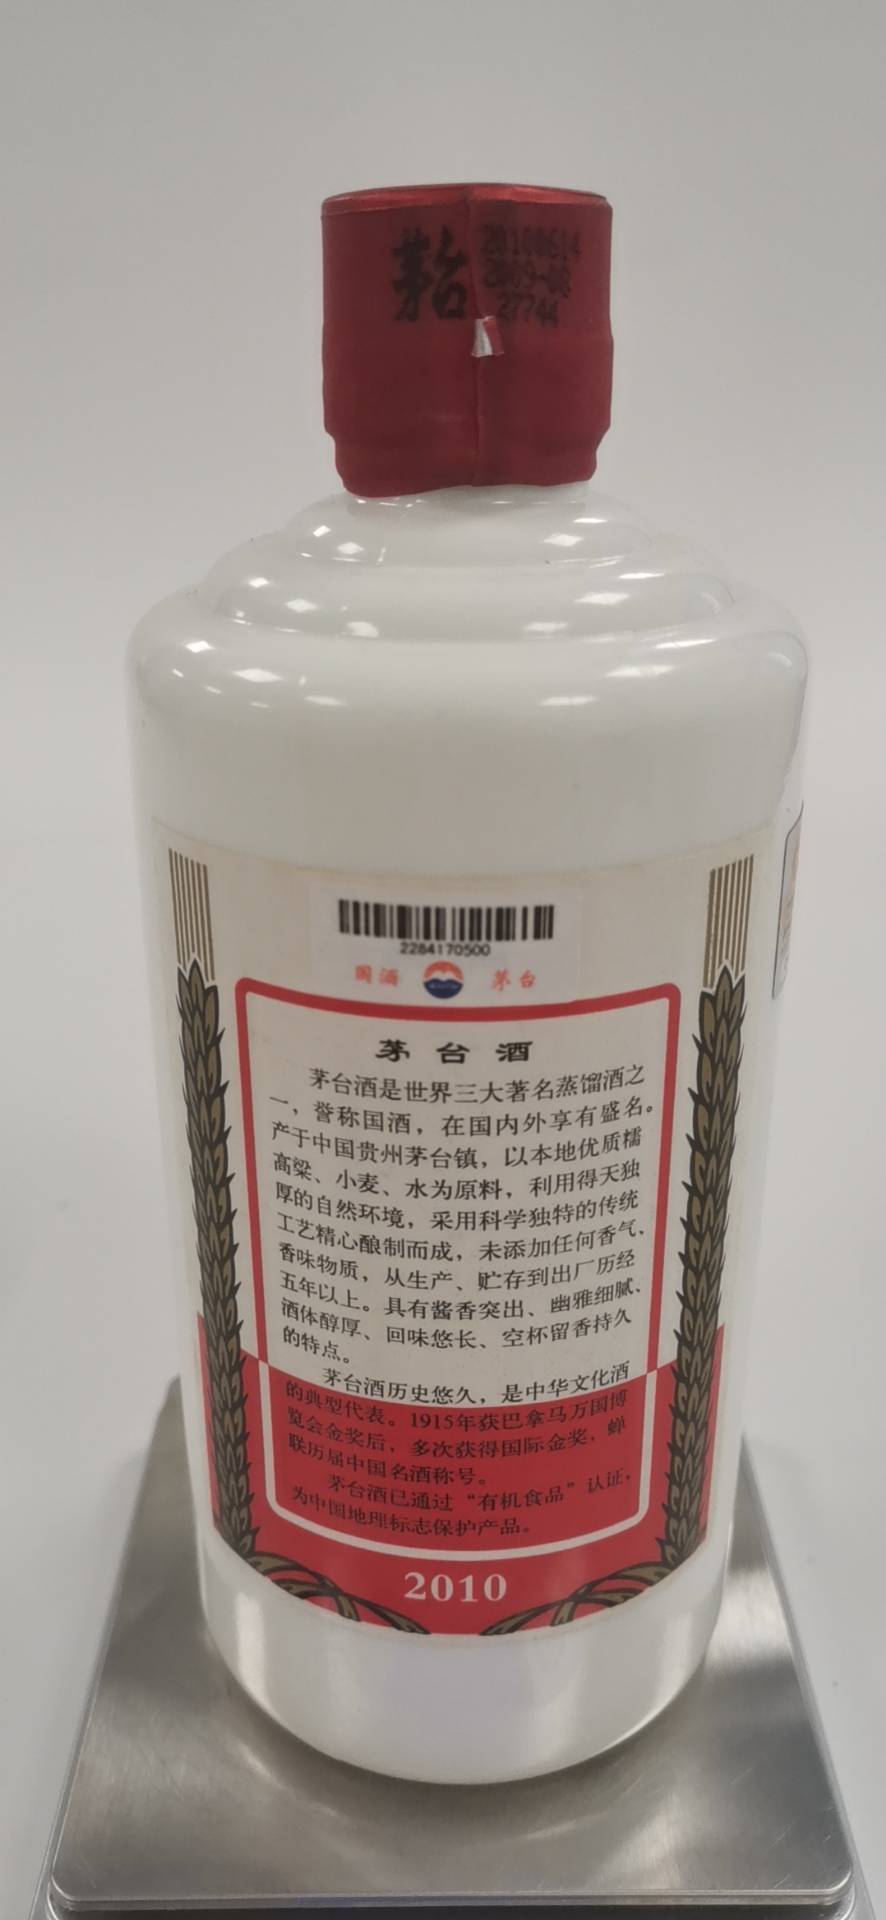 茅台
20100614
2009-08
27744
2284170500
国酒 茅台
茅台酒
茅台酒是世界三大著名蒸馏酒之
一，誉称国酒，在国内外享有盛名。
产于中国贵州茅台镇，以本地优质糯
高粱、小麦、水为原料，利用得天独
厚的自然环境，采用科学独特的传统
工艺精心酿制而成，未添加任何香气、
香味物质，从生产、贮存到出厂历经
五年以上。具有酱香突出、幽雅细腻、
酒体醇厚、回味悠长、空杯留香持久
的特点。
茅台酒历史悠久，是中华文化酒
的典型代表。1915年获巴拿马万国博
览会金奖后，多次获得国际金奖，蝉
联历届中国名酒称号。
茅台酒已通过“有机食品”认证，
为中国地理标志保护产品。
2010